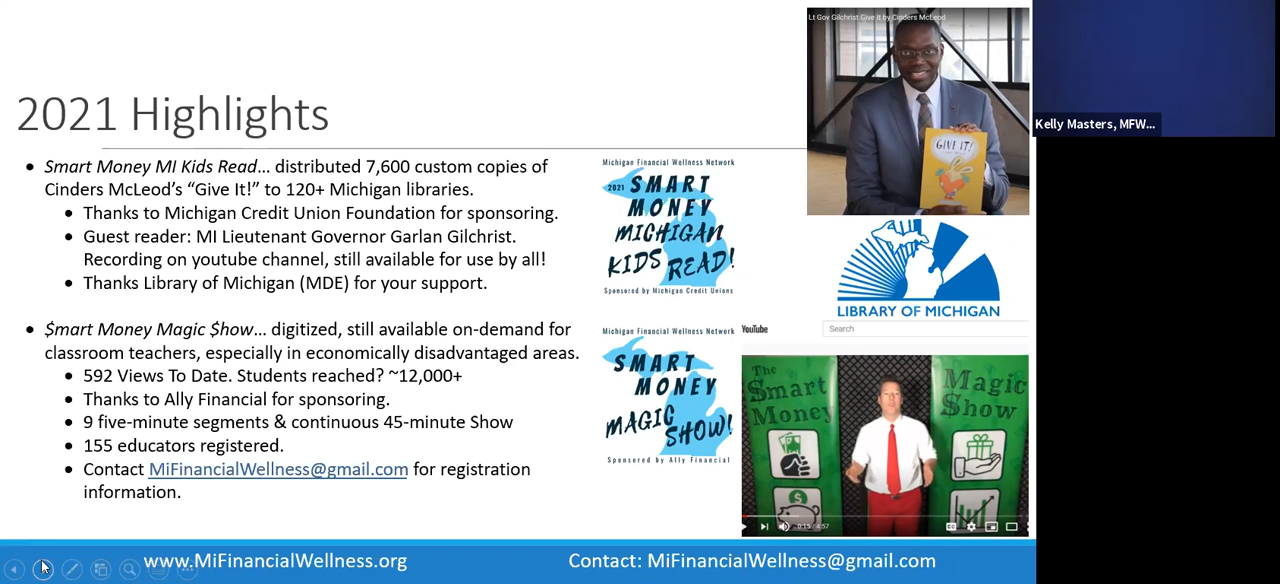 Lt Gov Gilchrist Give It by Cinders McLeod
Kelly Masters, MFW...
GIVE IT!
2021 Highlights
• Smart Money MI Kids Read... distributed 7,600 custom copies of
Cinders McLeod's “Give It!” to 120+ Michigan libraries.
• Thanks to Michigan Credit Union Foundation for sponsoring.
• Guest reader: MI Lieutenant Governor Garlan Gilchrist.
Recording on youtube channel, still available for use by all!
• Thanks Library of Michigan (MDE) for your support.
• $mart Money Magic $how... digitized, still available on-demand for
classroom teachers, especially in economically disadvantaged areas.
• 592 Views To Date. Students reached? ~12,000+
• Thanks to Ally Financial for sponsoring.
• 9 five-minute segments & continuous 45-minute Show
• 155 educators registered.
• Contact MiFinancialWellness@gmail.com for registration
information.
Michigan Financial Wellness Network
2021 SMART
MONEY
MICHIGAN
KIDS READ!
Sponsored by Michigan Credit Unions
LIBRARY OF MICHIGAN
Michigan Financial Wellness Network
SMART
MONEY
MAGIC
SHOW!
Sponsored by Ally Financial
YouTube
Search
The
$mart
Money
Magic
$how
0:15 / 4:57
www.MiFinancialWellness.org
Contact: MiFinancialWellness@gmail.com